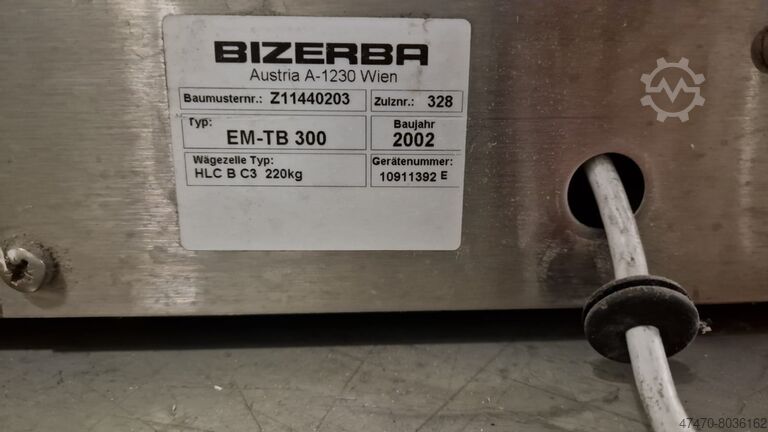 BIZERBA
Austria A-1230 Wien
Baumusternr.: Z11440203 Zulznr.: 328
Typ: Baujahr
EM-TB 300 2002
Wägezelle Typ: Gerätenummer:
HLC B C3 220kg 10911392 E
47470-8036162